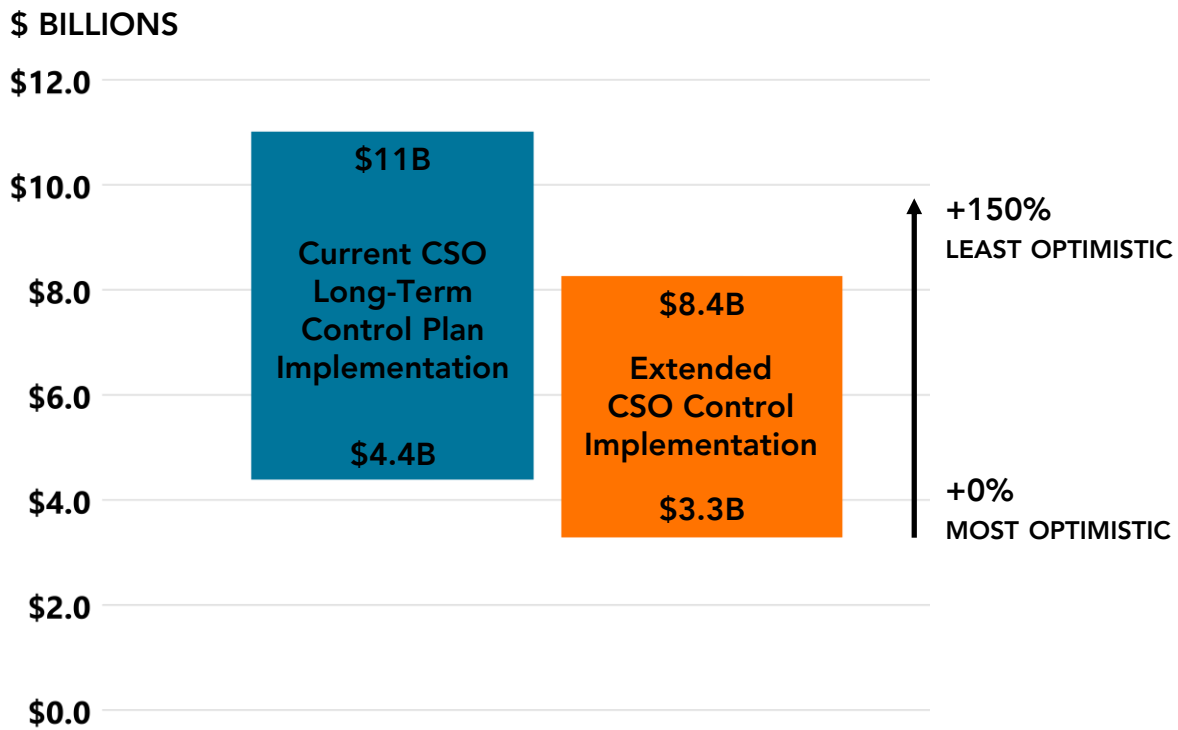 $ BILLIONS
$12.0
$10.0
$8.0
$6.0
$4.0
$2.0
$0.0
$11B
Current CSO
Long-Term
Control Plan
Implementation
$4.4B
$8.4B
Extended
CSO Control
Implementation
$3.3B
+150%
LEAST OPTIMISTIC
+0%
MOST OPTIMISTIC